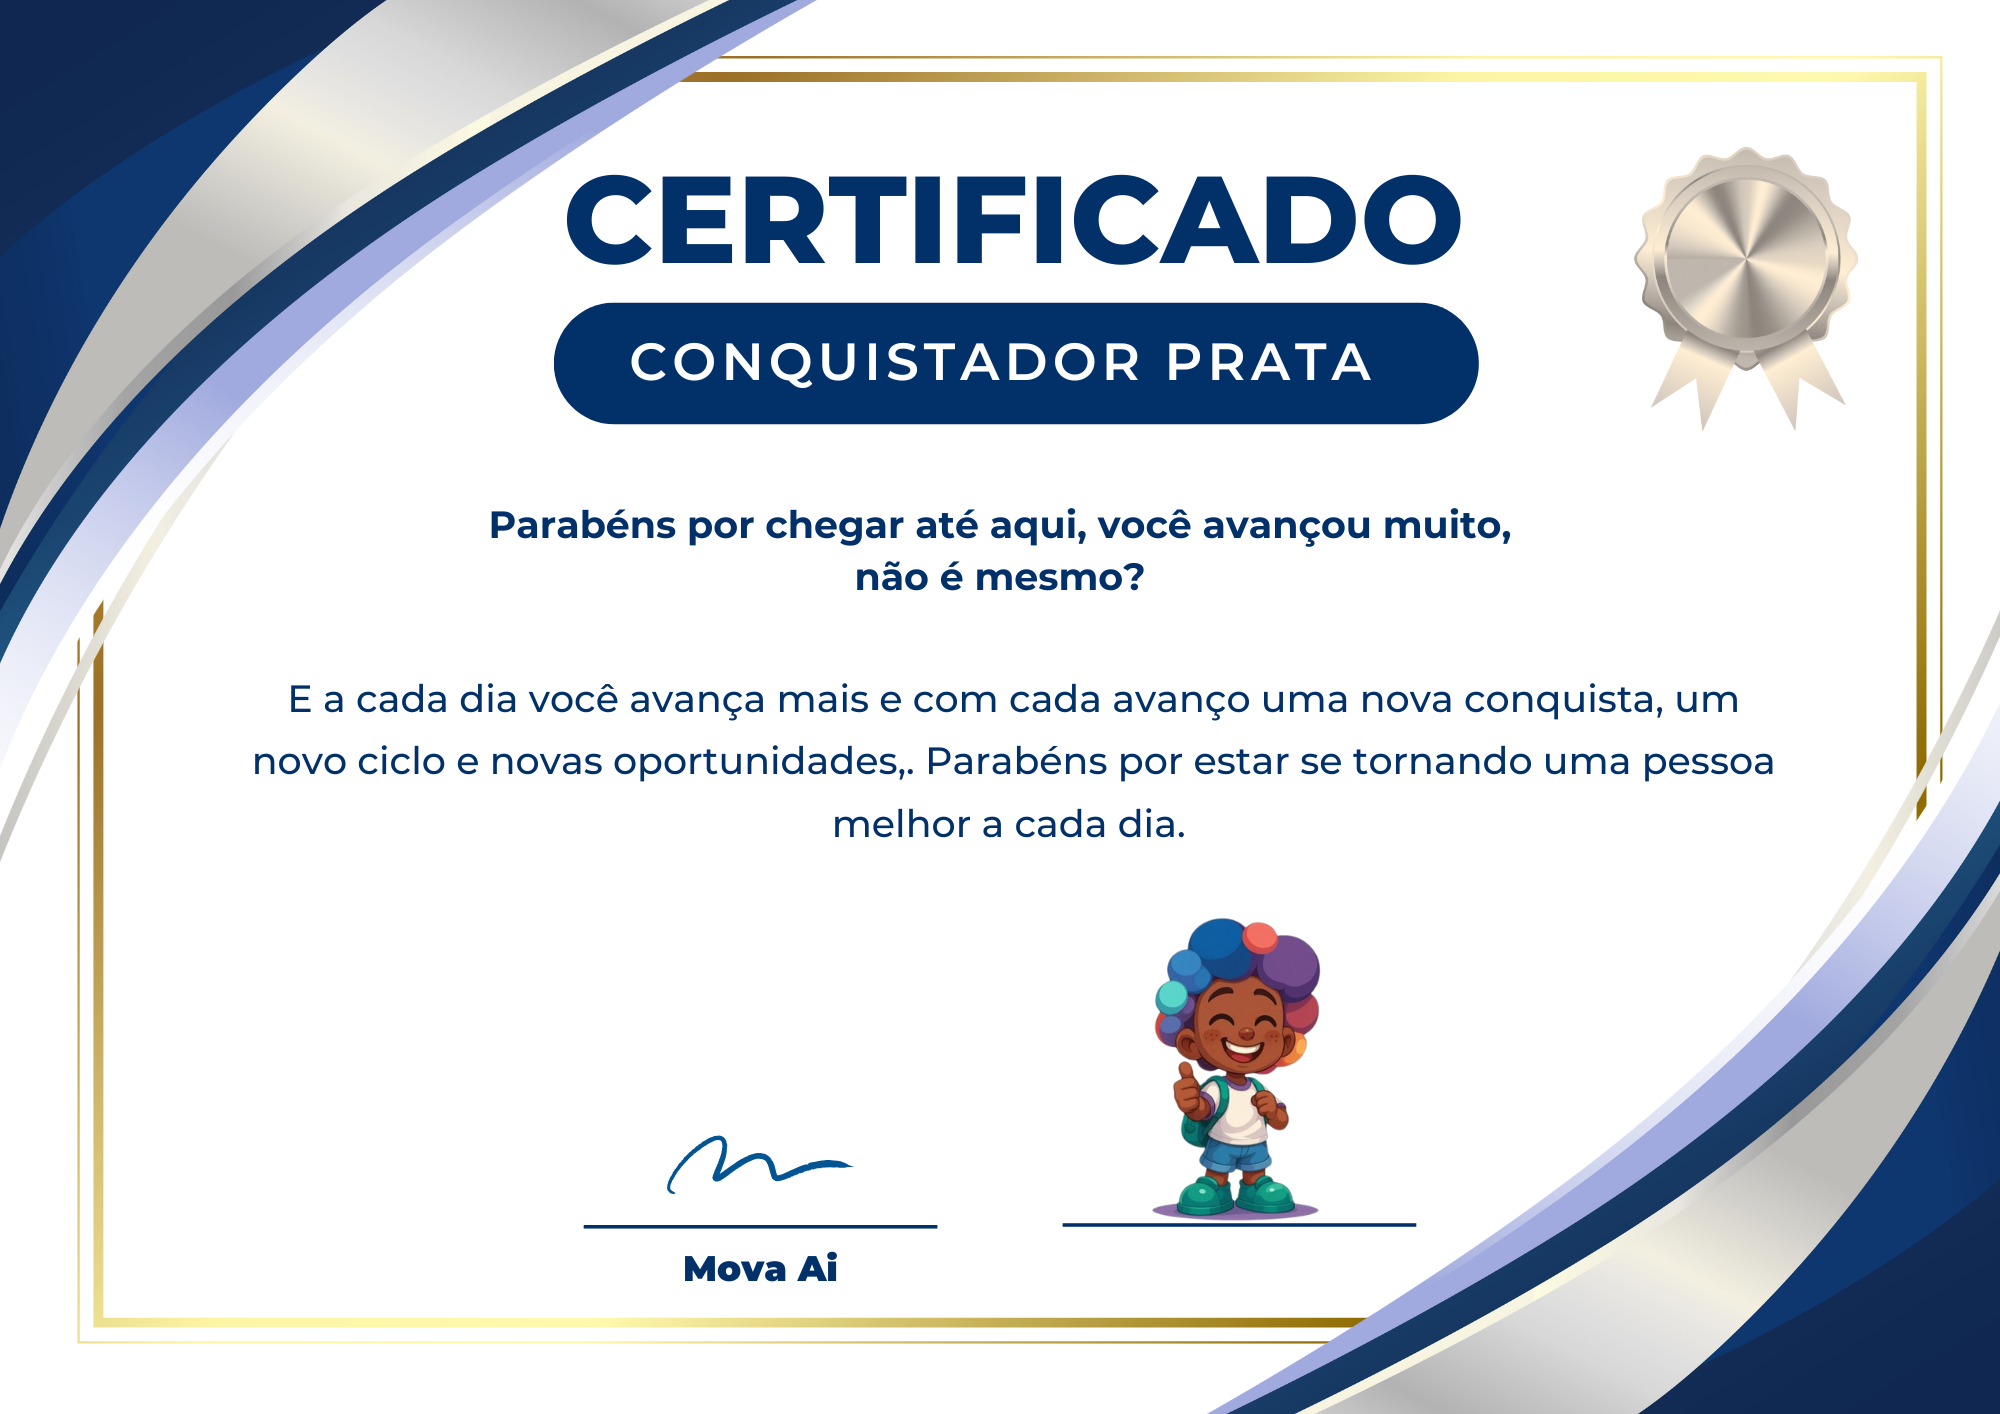 CERTIFICADO
CONQUISTADOR PRATA
Parabéns por chegar até aqui, você avançou muito,
não é mesmo?
E a cada dia você avança mais e com cada avanço uma nova conquista, um
novo ciclo e novas oportunidades,. Parabéns por estar se tornando uma pessoa
melhor a cada dia.
Mova Ai